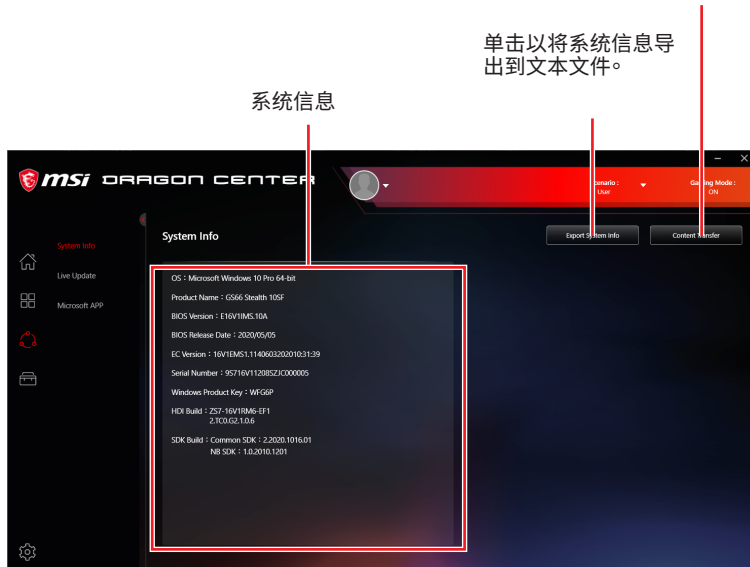 单击以将系统信息导
出到文本文件。
系统信息
msi DRAGON CENTER
User
Gaming Mode :
ON
System Info
Live Update
Microsoft APP
System Info
Export System Info
Content Transfer
OS : Microsoft Windows 10 Pro 64-bit
Product Name : GS66 Stealth 10SF
BIOS Version : E16V1IMS.10A
BIOS Release Date : 2020/05/05
EC Version : 16V1EMS1.1140603202010:31:39
Serial Number : 9S716V11208SZJC000005
Windows Product Key : WFG6P
HDI Build : ZS7-16V1RM6-EF1
2.TC0.G2.1.0.6
SDK Build : Common SDK : 2.2020.1016.01
NB SDK : 1.0.2010.1201